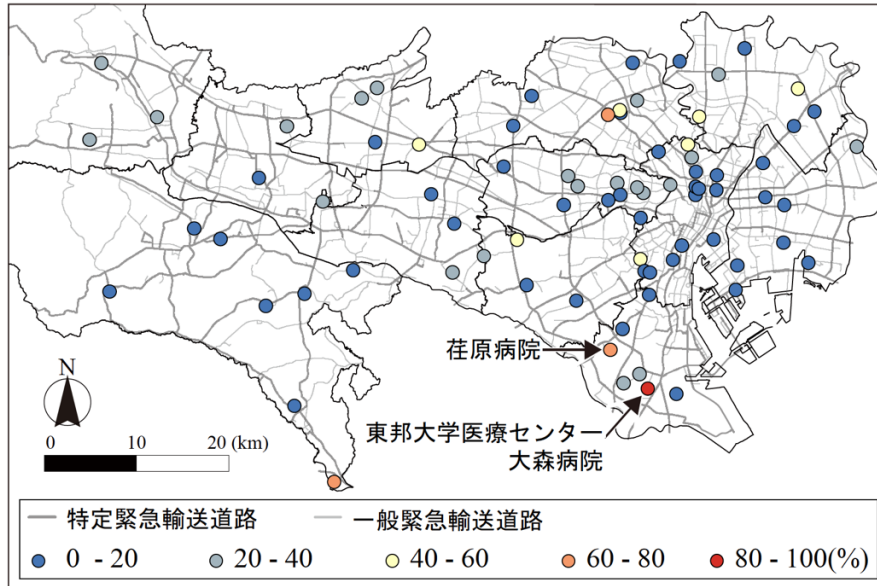 荏原病院
東邦大学医療センター
大森病院
N
0 10 20 (km)
特定緊急輸送道路 一般緊急輸送道路
0 - 20 20 - 40 40 - 60 60 - 80 80 - 100(%)